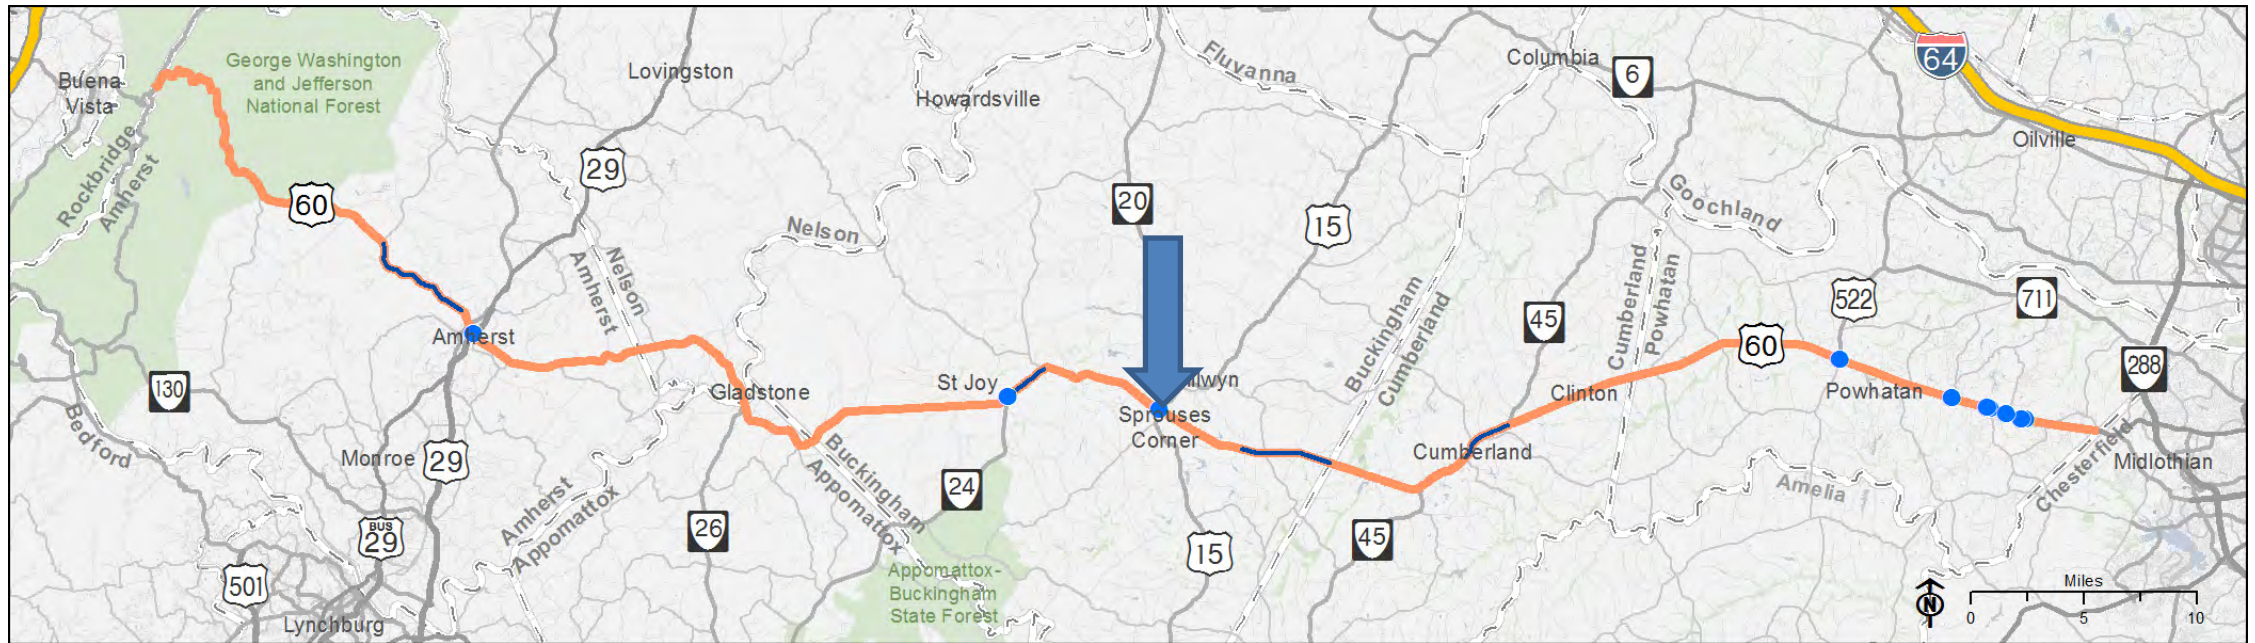 George Washington
and Jefferson
National Forest
Buena
Vista
Lovingston
Howardsville
Fluvanna
Columbia
6
64
Oilville
Rockbridge
Amherst
60
29
Nelson
Amherst
Nelson
20
15
Goochland
Buckingham
Cumberland
Cumberland
Powhatan
45
522
711
60
288
Amherst
130
Gladstone
St Joy
Sprouses
Corner
Clinton
Powhatan
Cumberland
Midlothian
Chesterfield
Amelia
Bedford
Monroe
29
Amherst
Appomattox
Buckingham
Appomattox
24
26
BUS
29
15
45
501
Lynchburg
Appomattox-
Buckingham
State Forest
N
Miles
0 5 10